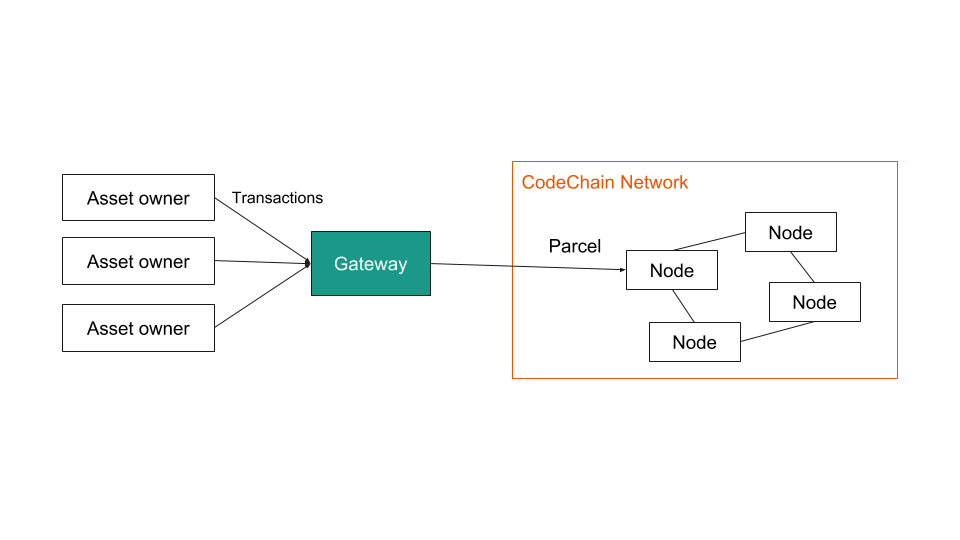 Asset owner
Asset owner
Asset owner
Transactions
Gateway
CodeChain Network
Parcel
Node
Node
Node
Node